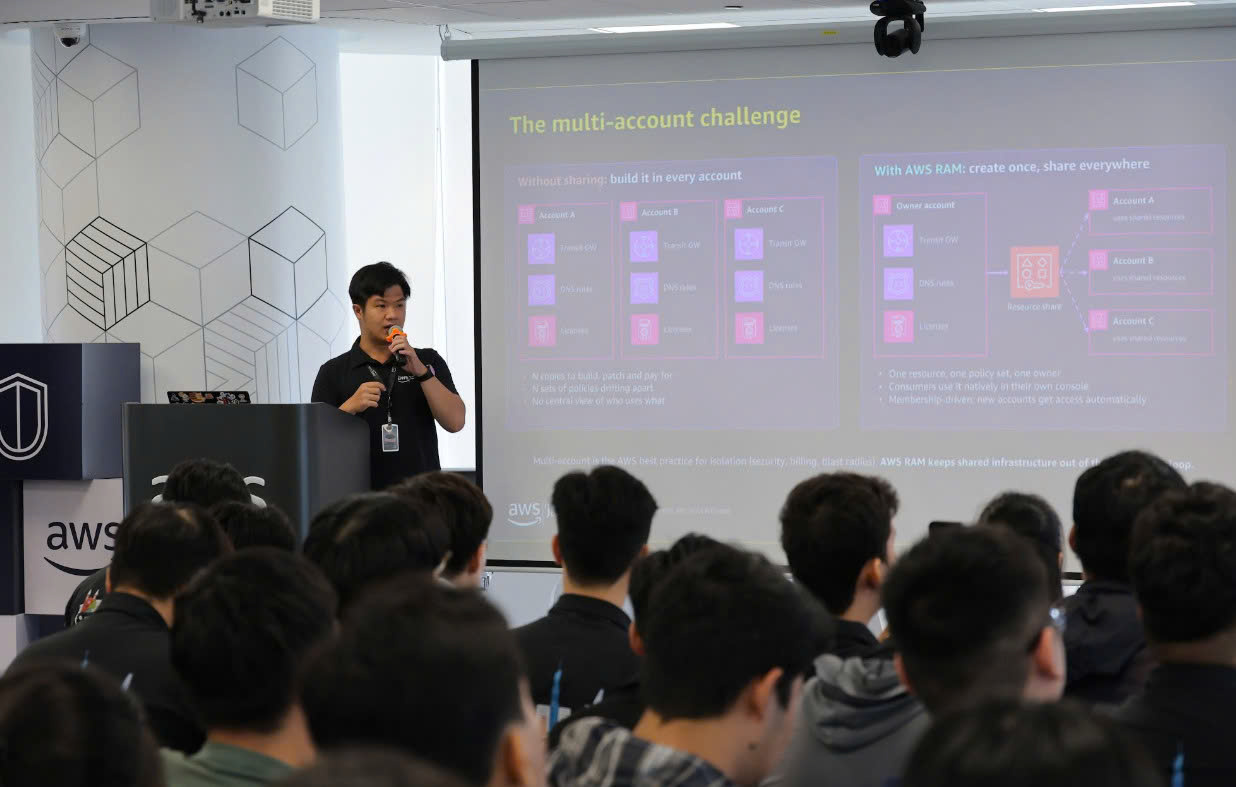 The multi-account challenge
Without sharing: build it in every account
Account A
Transit GW
DNS rules
Licenses
Account B
Transit GW
DNS rules
Licenses
Account C
Transit GW
DNS rules
Licenses
• N copies to build, patch and pay for
• N sets of policies drifting apart
• No central view of who uses what
With AWS RAM: create once, share everywhere
Owner account
Transit GW
DNS rules
Licenses
Resource share
Account A
uses shared resources
Account B
uses shared resources
Account C
uses shared resources
• One resource, one policy set, one owner
• Consumers use it natively in their own console
• Membership-driven: new accounts get access automatically
Multi-account is the AWS best practice for isolation (security, billing, blast radius). AWS RAM keeps shared infrastructure out of
aws
aws